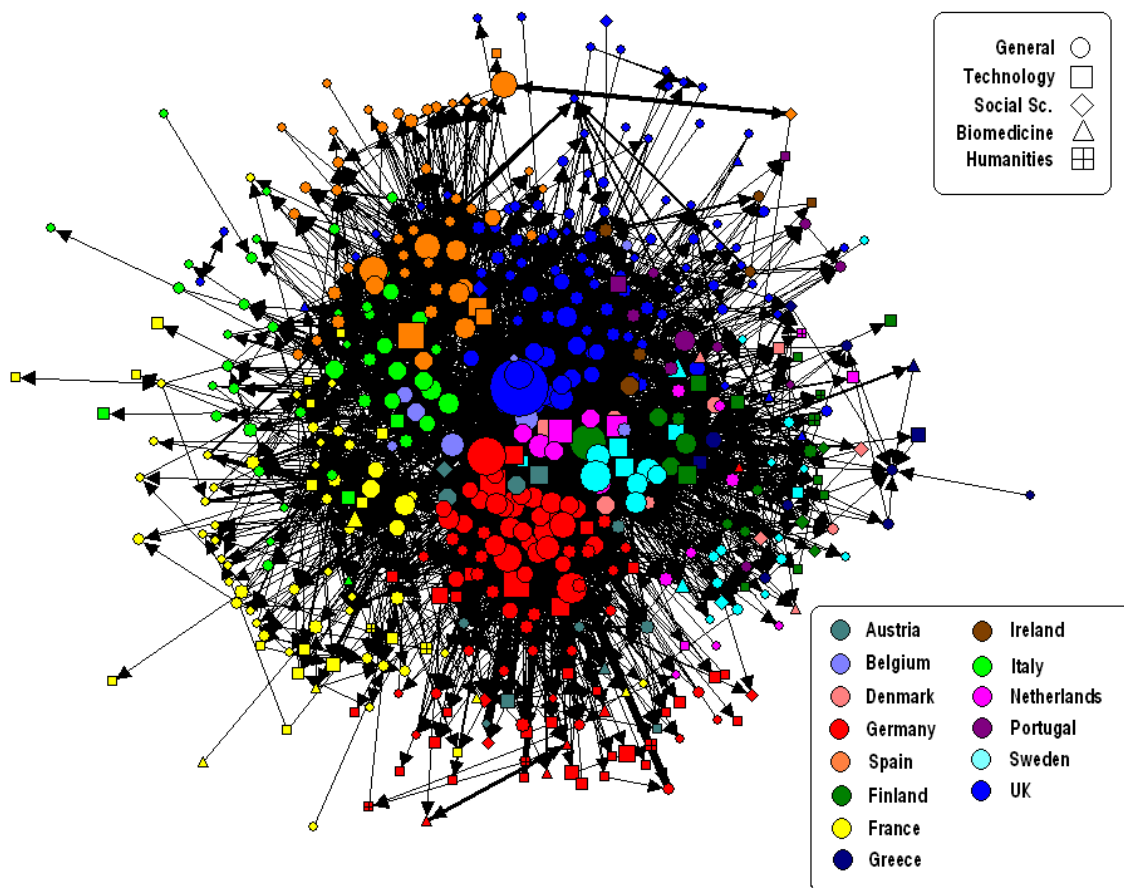 General
Technology
Social Sc.
Biomedicine
Humanities
Austria
Belgium
Denmark
Germany
Spain
Finland
France
Greece
Ireland
Italy
Netherlands
Portugal
Sweden
UK